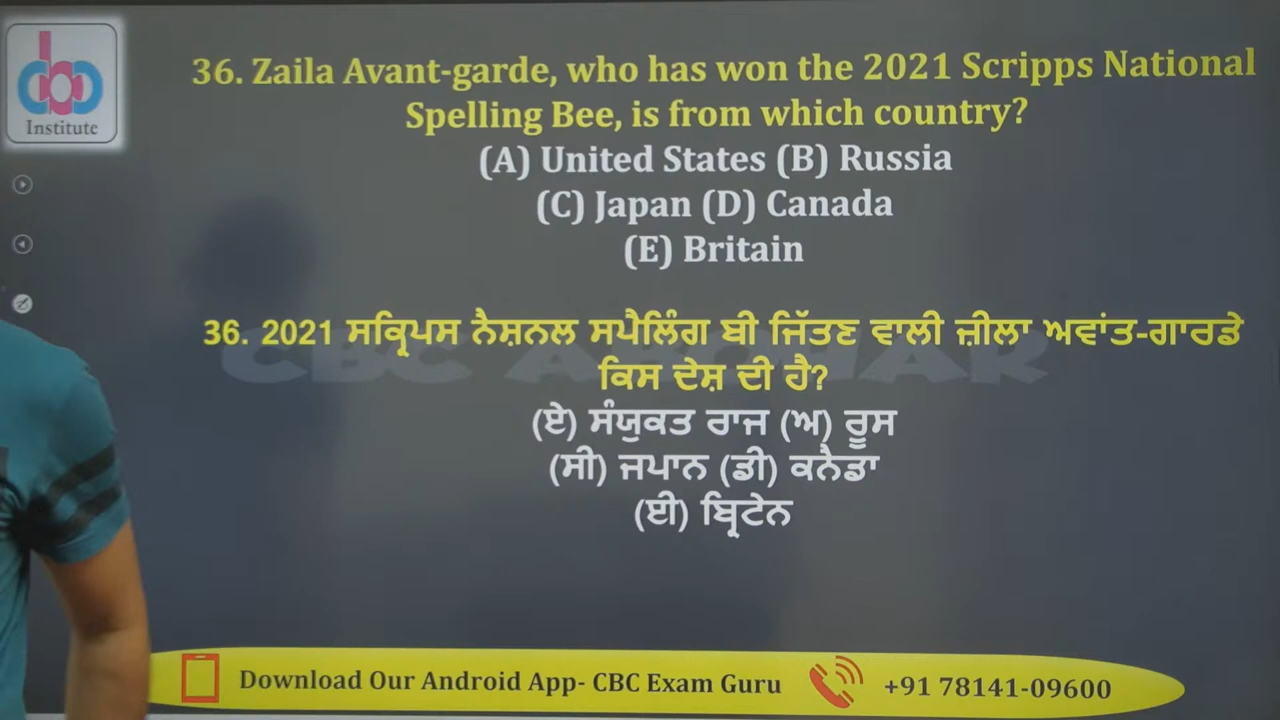 Institute
36. Zaila Avant-garde, who has won the 2021 Scripps National
Spelling Bee, is from which country?
(A) United States (B) Russia
(C) Japan (D) Canada
(E) Britain
CBC ABOHAR
36. 2021 ਸਕ੍ਰਿਪਸ ਨੈਸ਼ਨਲ ਸਪੈਲਿੰਗ ਬੀ ਜਿੱਤਣ ਵਾਲੀ ਜ਼ੀਲਾ ਅਵਾਂਤ-ਗਾਰਡੇ
ਕਿਸ ਦੇਸ਼ ਦੀ ਹੈ?
(ਏ) ਸੰਯੁਕਤ ਰਾਜ (ਅ) ਰੂਸ
(ਸੀ) ਜਪਾਨ (ਡੀ) ਕਨੈਡਾ
(ਈ) ਬ੍ਰਿਟੇਨ
Download Our Android App- CBC Exam Guru +91 78141-09600